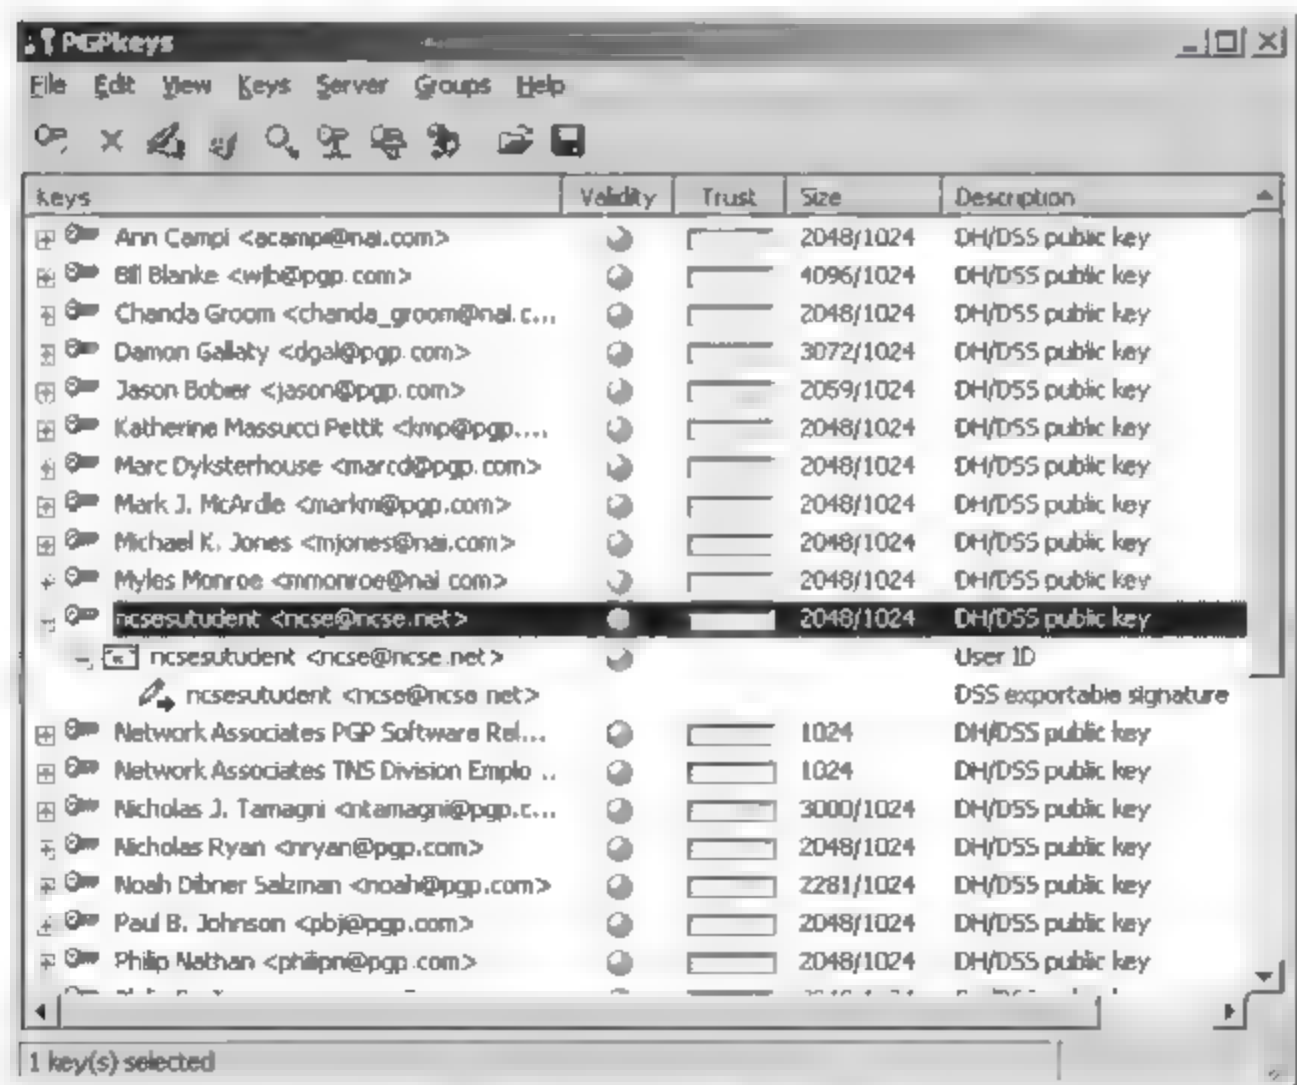 PGPkeys
File Edit View Keys Server Groups Help
Keys Validity Trust Size Description
Ann Campi <acampi@nai.com> 2048/1024 DH/DSS public key
Bill Blanke <wjb@pgp.com> 4096/1024 DH/DSS public key
Chanda Groom <chanda_groom@nai.c... 2048/1024 DH/DSS public key
Damon Gallaty <dgal@pgp.com> 3072/1024 DH/DSS public key
Jason Bobier <jason@pgp.com> 2059/1024 DH/DSS public key
Katherine Massucci Pettit <kmp@pgp.... 2048/1024 DH/DSS public key
Marc Dyksterhouse <marcd@pgp.com> 2048/1024 DH/DSS public key
Mark J. McArdle <markm@pgp.com> 2048/1024 DH/DSS public key
Michael K. Jones <mjones@nai.com> 2048/1024 DH/DSS public key
Myles Monroe <mmonroe@nai.com> 2048/1024 DH/DSS public key
ncsesutudent <ncse@ncse.net> 2048/1024 DH/DSS public key
ncsesutudent <ncse@ncse.net> User ID
ncsesutudent <ncse@ncse.net> DSS exportable signature
Network Associates PGP Software Rel... 1024 DH/DSS public key
Network Associates TNS Division Emplo... 1024 DH/DSS public key
Nicholas J. Tamagni <ntamagni@pgp.c... 3000/1024 DH/DSS public key
Nicholas Ryan <nryan@pgp.com> 2048/1024 DH/DSS public key
Noah Dibner Salzman <noah@pgp.com> 2281/1024 DH/DSS public key
Paul B. Johnson <pbj@pgp.com> 2048/1024 DH/DSS public key
Philip Nathan <philipn@pgp.com> 2048/1024 DH/DSS public key
1 key(s) selected